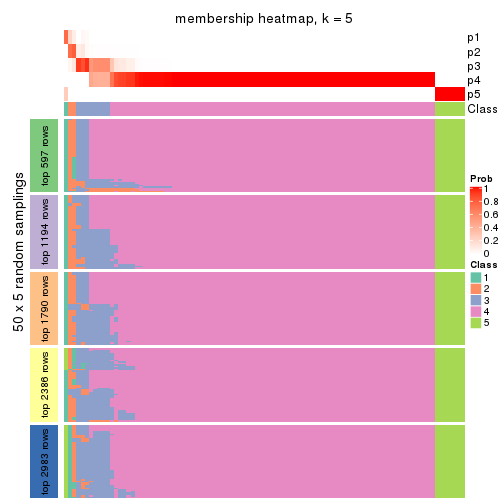 membership heatmap, k = 5
p1
p2
p3
p4
p5
Class
50 x 5 random samplings
top 597 rows
top 1194 rows
top 1790 rows
top 2386 rows
top 2983 rows
Prob
1
0.8
0.6
0.4
0.2
0
Class
1
2
3
4
5